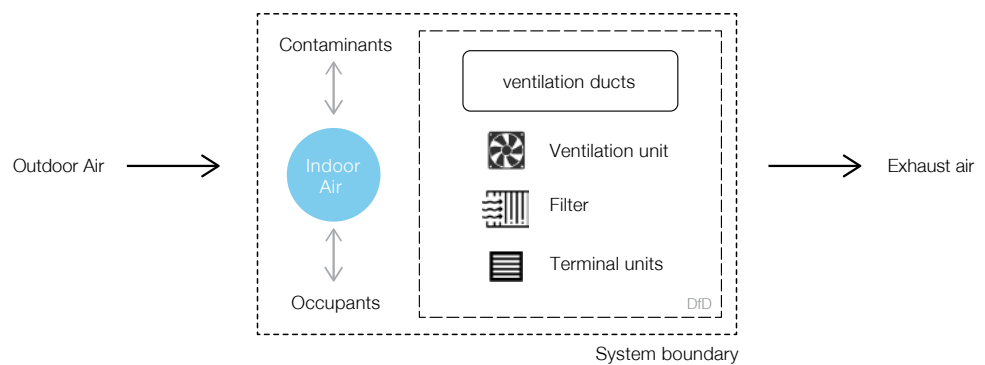 Contaminants
ventilation ducts
Ventilation unit
Outdoor Air
Indoor
Air
Exhaust air
Filter
Terminal units
Occupants
DfD
System boundary